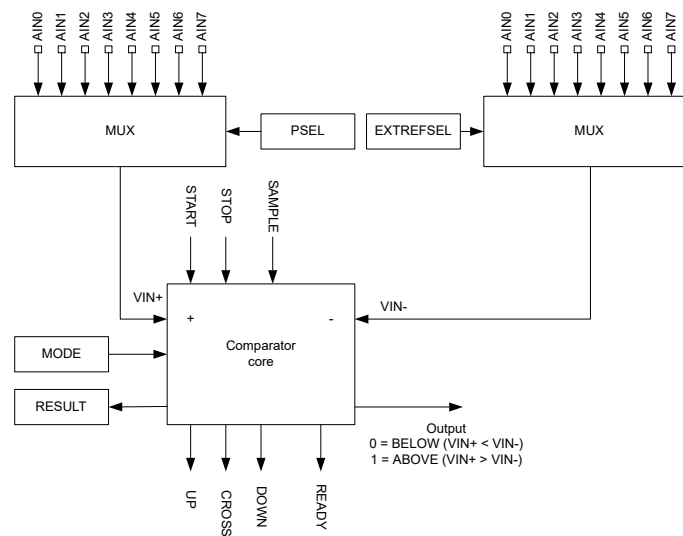 AIN0
AIN1
AIN2
AIN3
AIN4
AIN5
AIN6
AIN7
AIN0
AIN1
AIN2
AIN3
AIN4
AIN5
AIN6
AIN7
MUX
PSEL
EXTREFSEL
MUX
START
STOP
SAMPLE
VIN+
VIN-
+
-
Comparator
core
MODE
RESULT
Output
0 = BELOW (VIN+ < VIN-)
1 = ABOVE (VIN+ > VIN-)
UP
CROSS
DOWN
READY